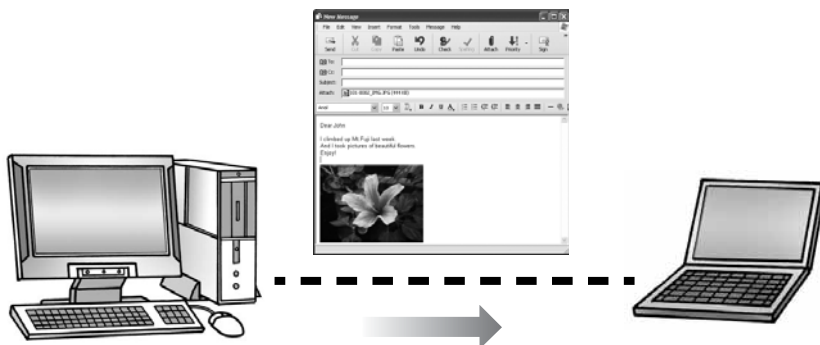 New Message
File Edit View Insert Format Tools Message Help
Send Cut Copy Paste Undo Check Spelling Attach Priority Sign
To:
Cc:
Subject:
Attach:
Arial 10 B I U A
Dear John
I climbed up Mt Fuji last week.
And I took pictures of beautiful flowers.
Enjoy!